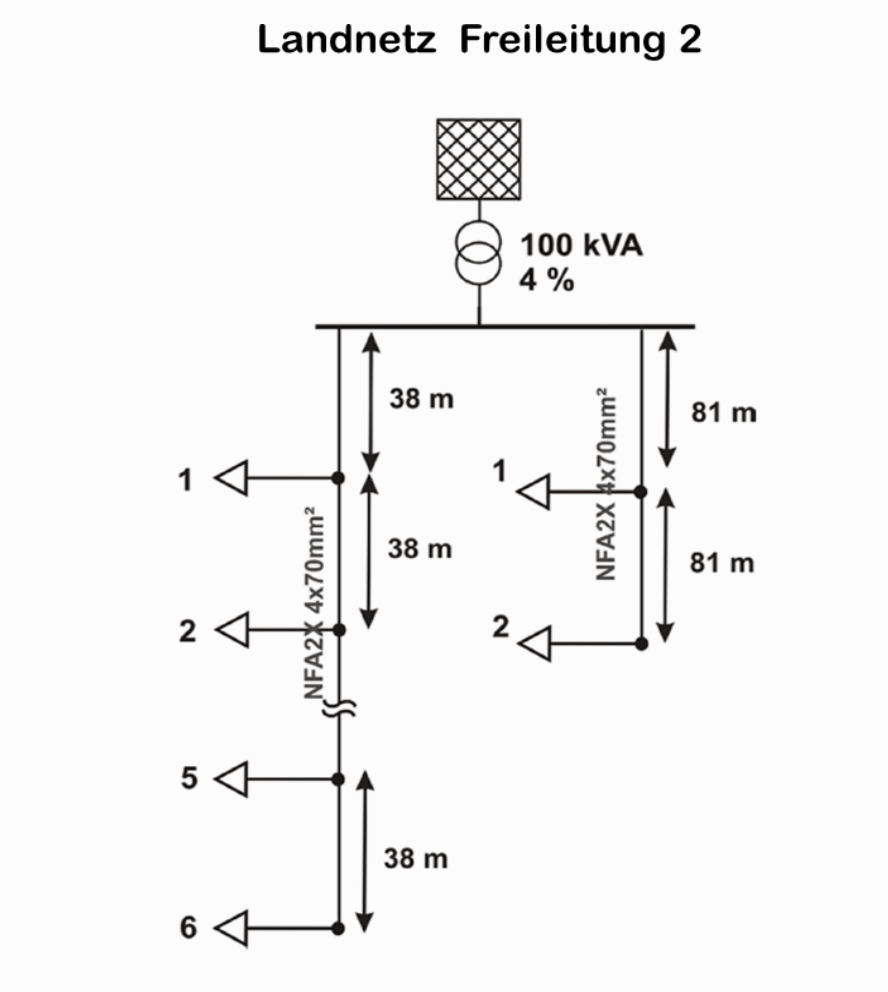 Landnetz Freileitung 2
100 kVA
4 %
38 m
81 m
1
1
NFA2X 4x70mm²
38 m
81 m
2
2
NFA2X 4x70mm²
5
38 m
6